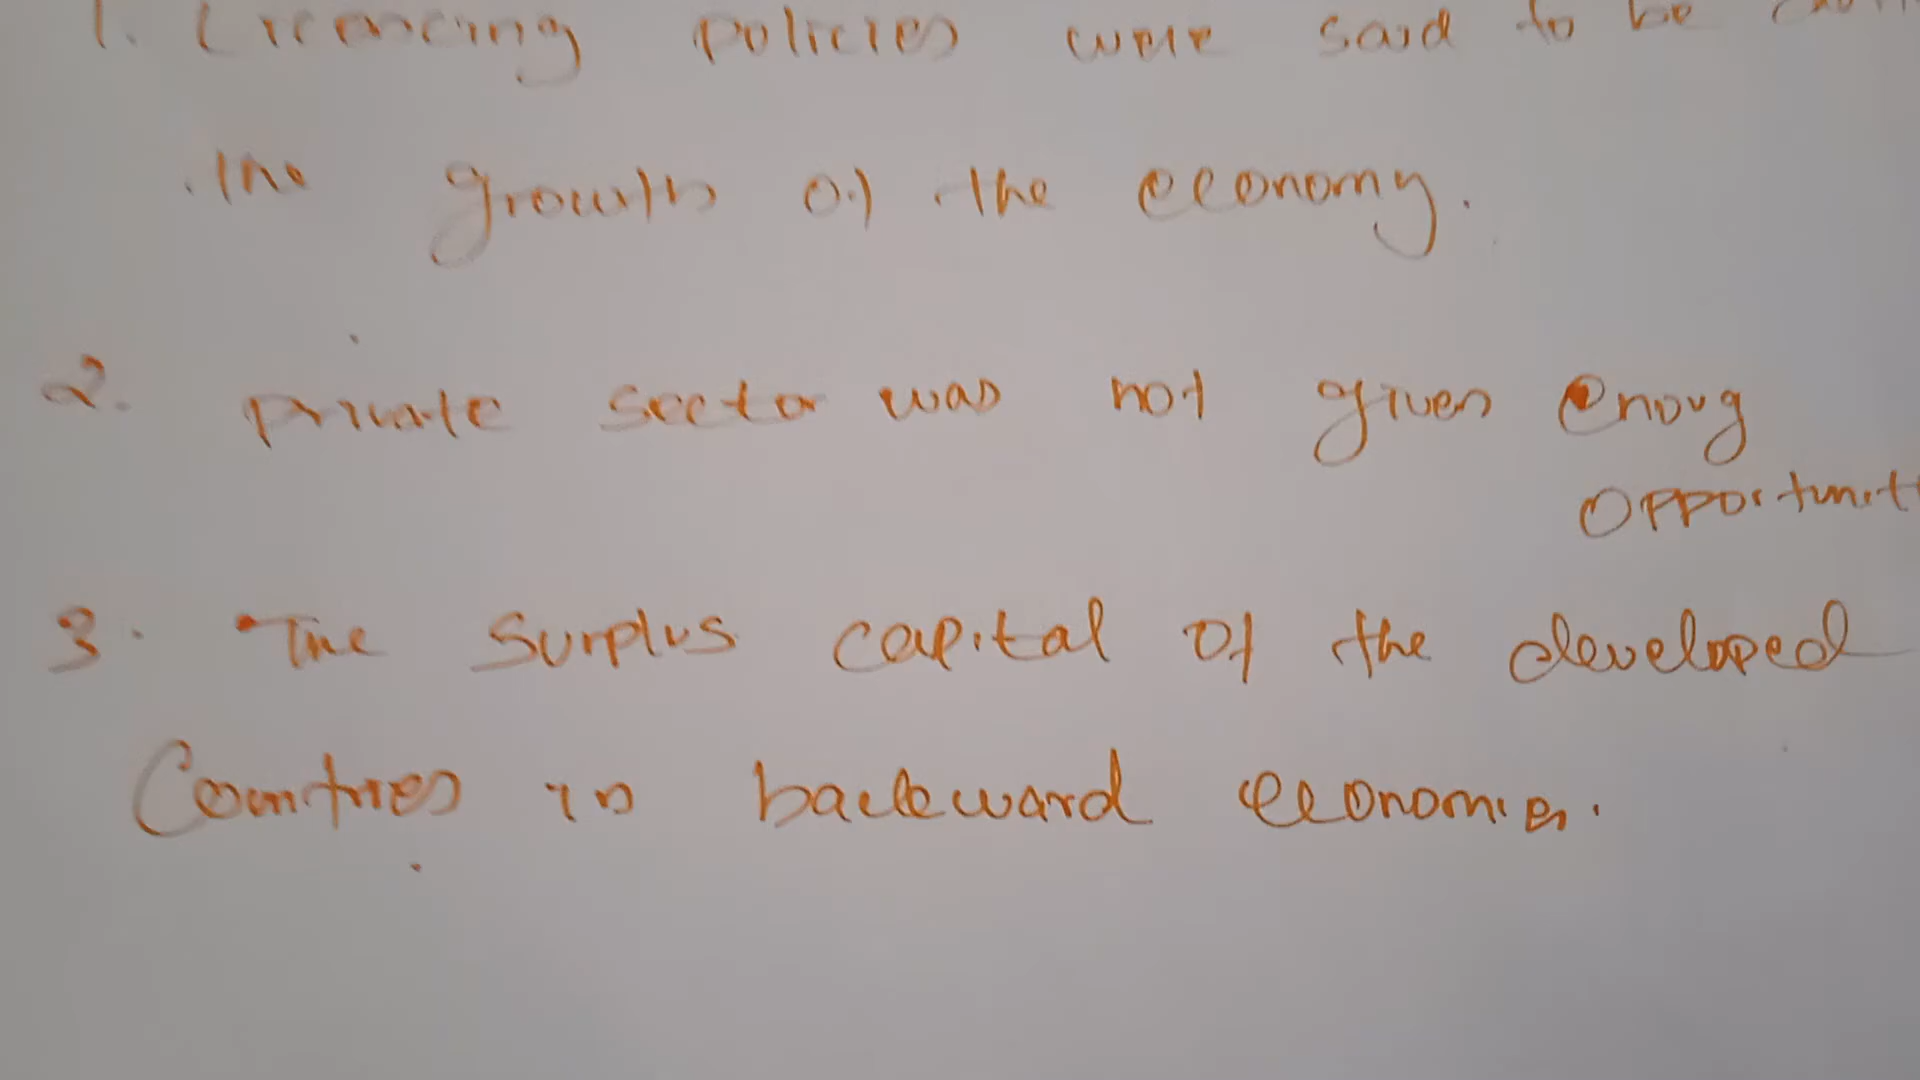 1. Licencing policies were said to be
the growth of the economy.
2. private sector was not given enoug
opportunit
3. The surplus capital of the developed
Countries in backward economies.